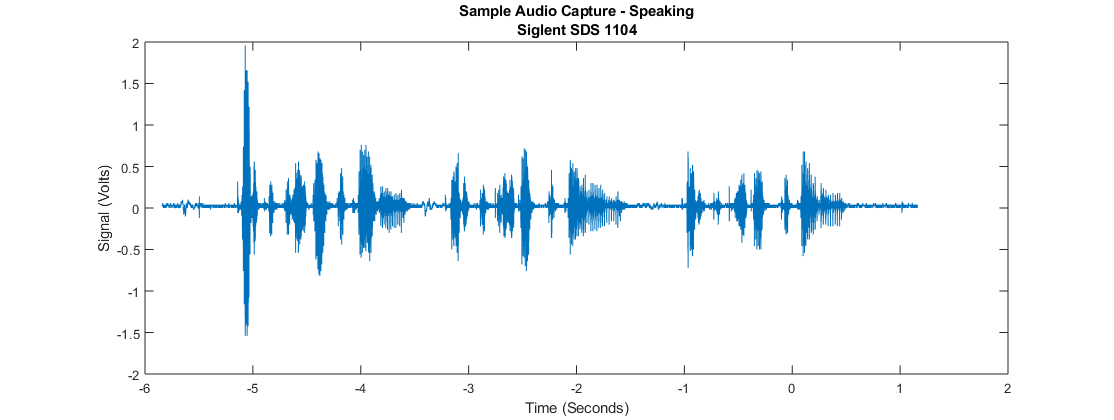 Sample Audio Capture - Speaking
Siglent SDS 1104
2
1.5
1
0.5
0
-0.5
-1
-1.5
-2
Signal (Volts)
-6 -5 -4 -3 -2 -1 0 1 2
Time (Seconds)